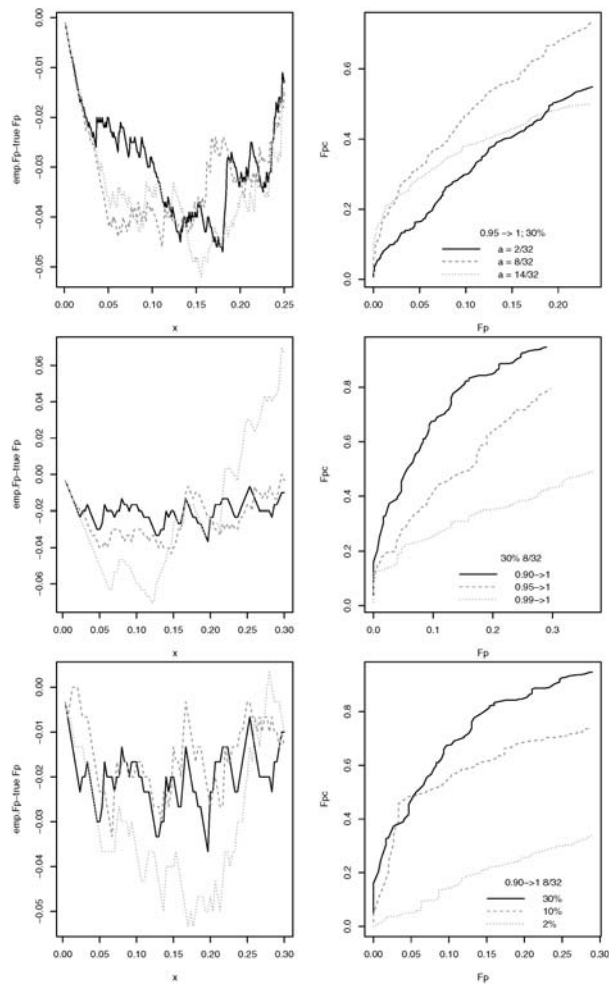 emp.Fp−true Fp
0.00
−0.01
−0.02
−0.03
−0.04
−0.05
0.00 0.05 0.10 0.15 0.20 0.25
x
Fpc
0.6
0.4
0.2
0.0
0.95 −> 1; 30%
a = 2/32
a = 8/32
a = 14/32
0.00 0.05 0.10 0.15 0.20
Fp
emp.Fp−true Fp
0.06
0.04
0.02
−0.00
−0.02
−0.04
−0.06
0.00 0.05 0.10 0.15 0.20 0.25 0.30
x
Fpc
0.8
0.6
0.4
0.2
0.0
30% 8/32
0.90−>1
0.95−>1
0.99−>1
0.0 0.1 0.2 0.3
Fp
emp.Fp−true Fp
0.00
−0.01
−0.02
−0.03
−0.04
−0.05
0.00 0.05 0.10 0.15 0.20 0.25 0.30
x
Fpc
0.8
0.6
0.4
0.2
0.0
0.90−>1 8/32
30%
10%
2%
0.00 0.05 0.10 0.15 0.20 0.25 0.30
Fp